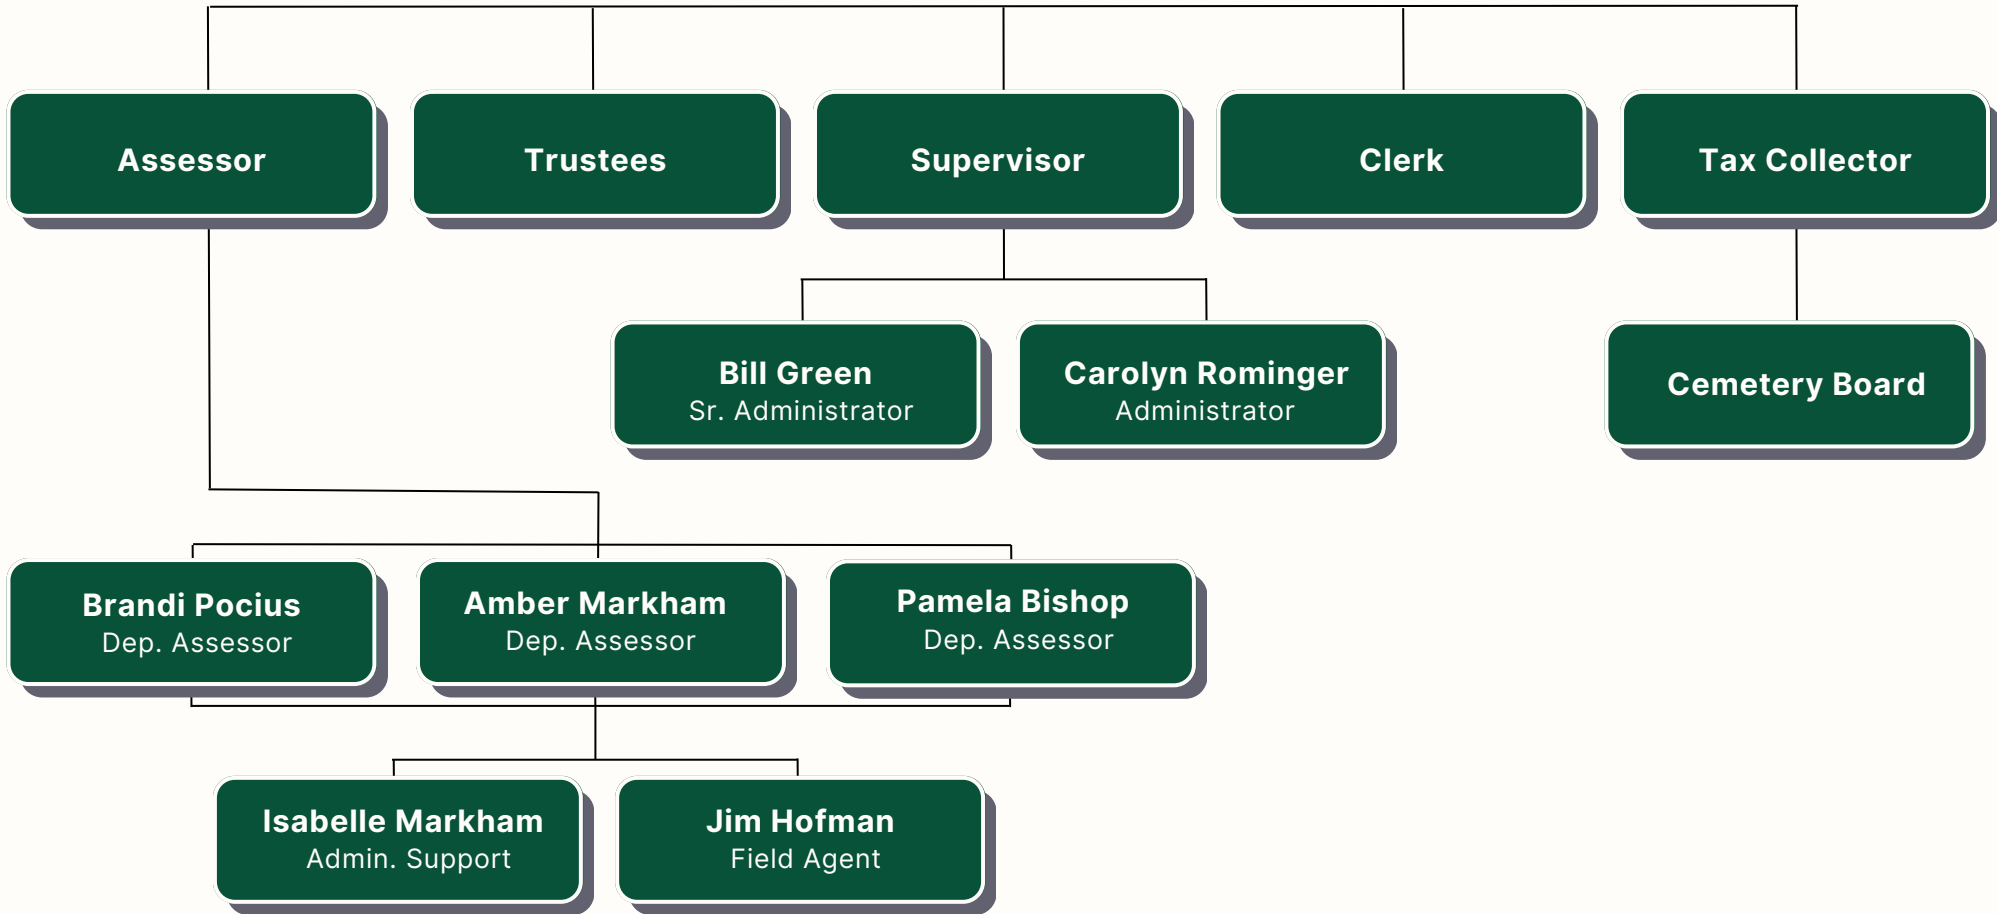 Assessor
Trustees
Supervisor
Clerk
Tax Collector
Bill Green
Sr. Administrator
Carolyn Rominger
Administrator
Cemetery Board
Brandi Pocius
Dep. Assessor
Amber Markham
Dep. Assessor
Pamela Bishop
Dep. Assessor
Isabelle Markham
Admin. Support
Jim Hofman
Field Agent